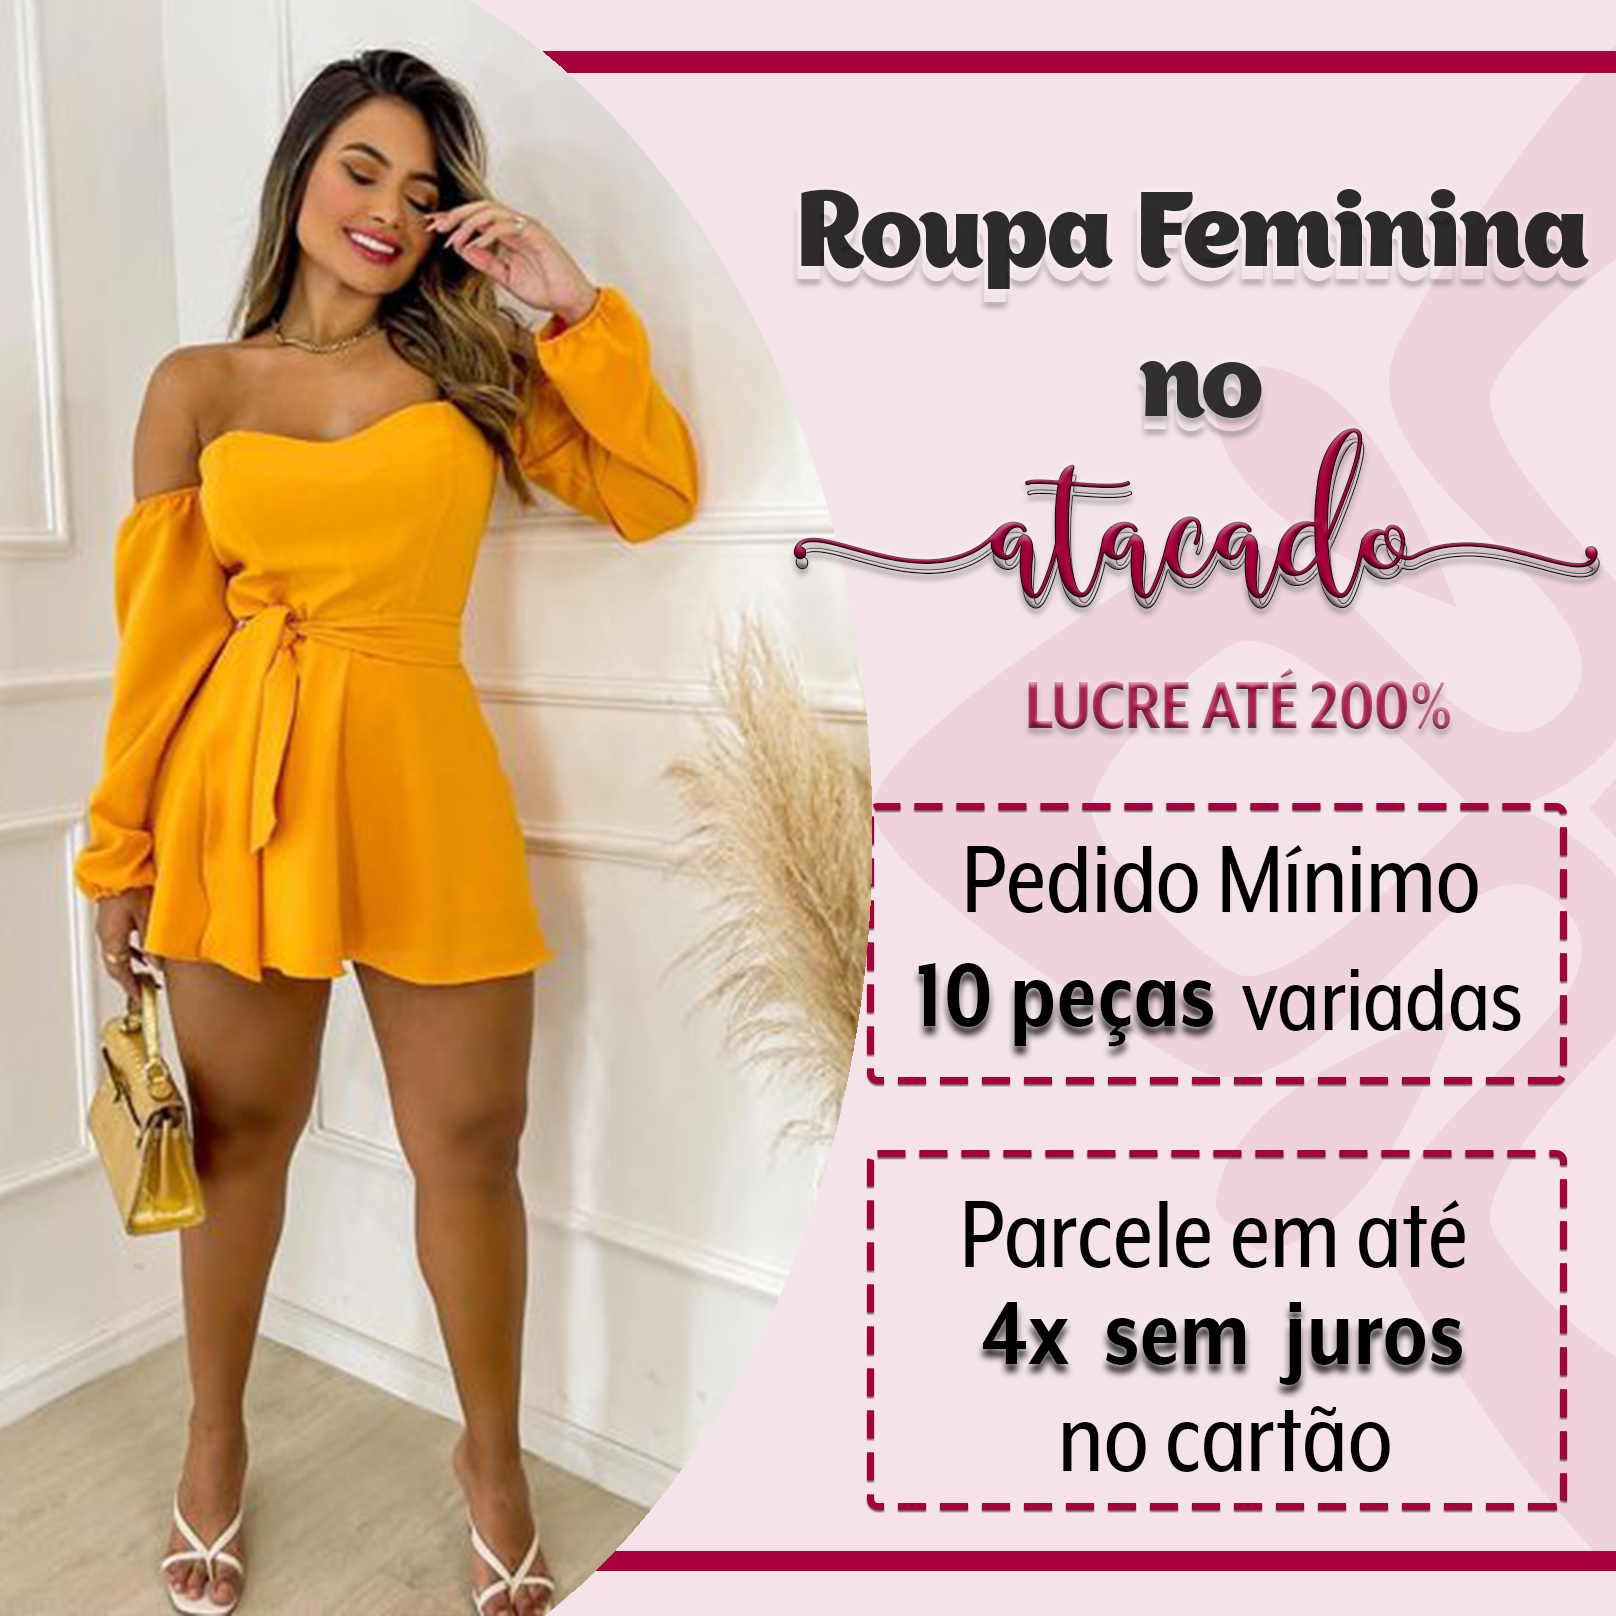 Roupa Feminina
no
atacado
LUCRE ATÉ 200%
Pedido Mínimo
10 peças variadas
Parcele em até
4x sem juros
no cartão